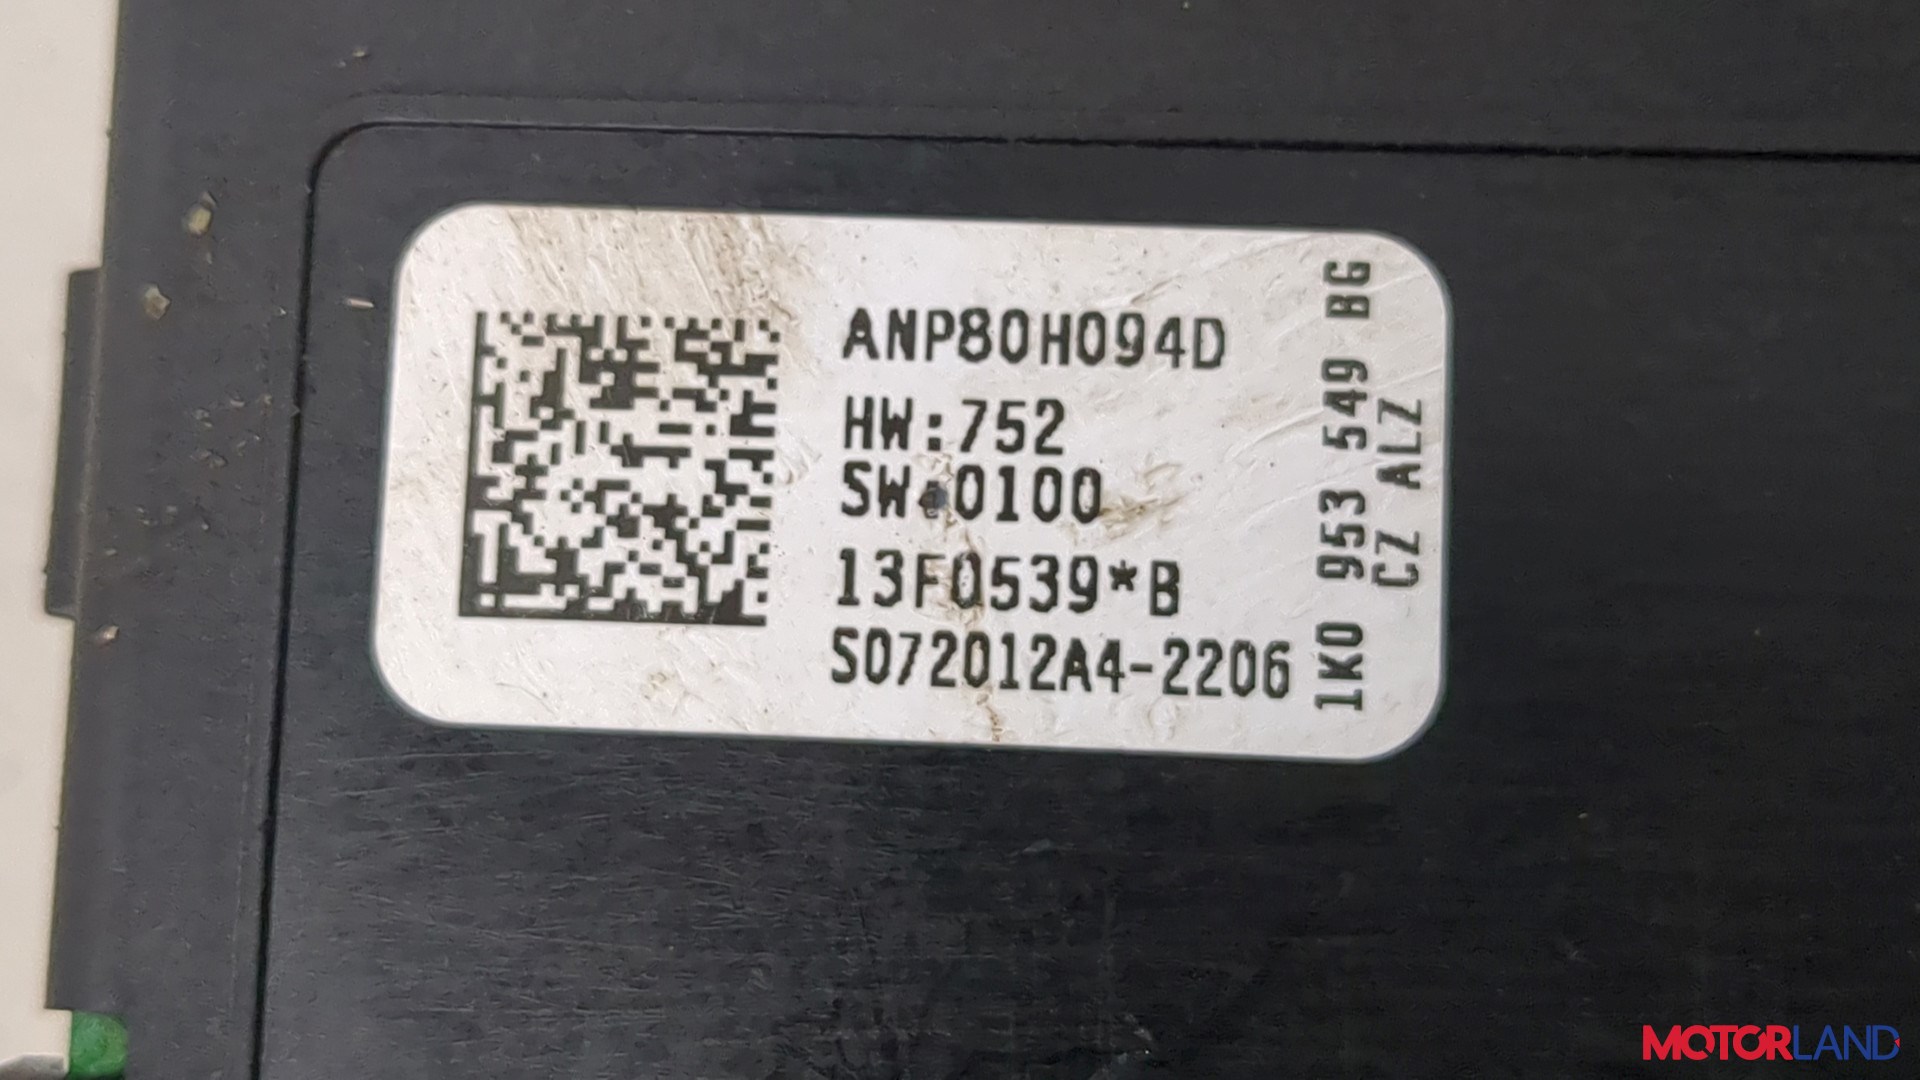 ANP80H094D
HW:752
SW:0100
13F0539*B
S072012A4-2206
1K0 953 549 BG
CZ ALZ
MOTORLAND